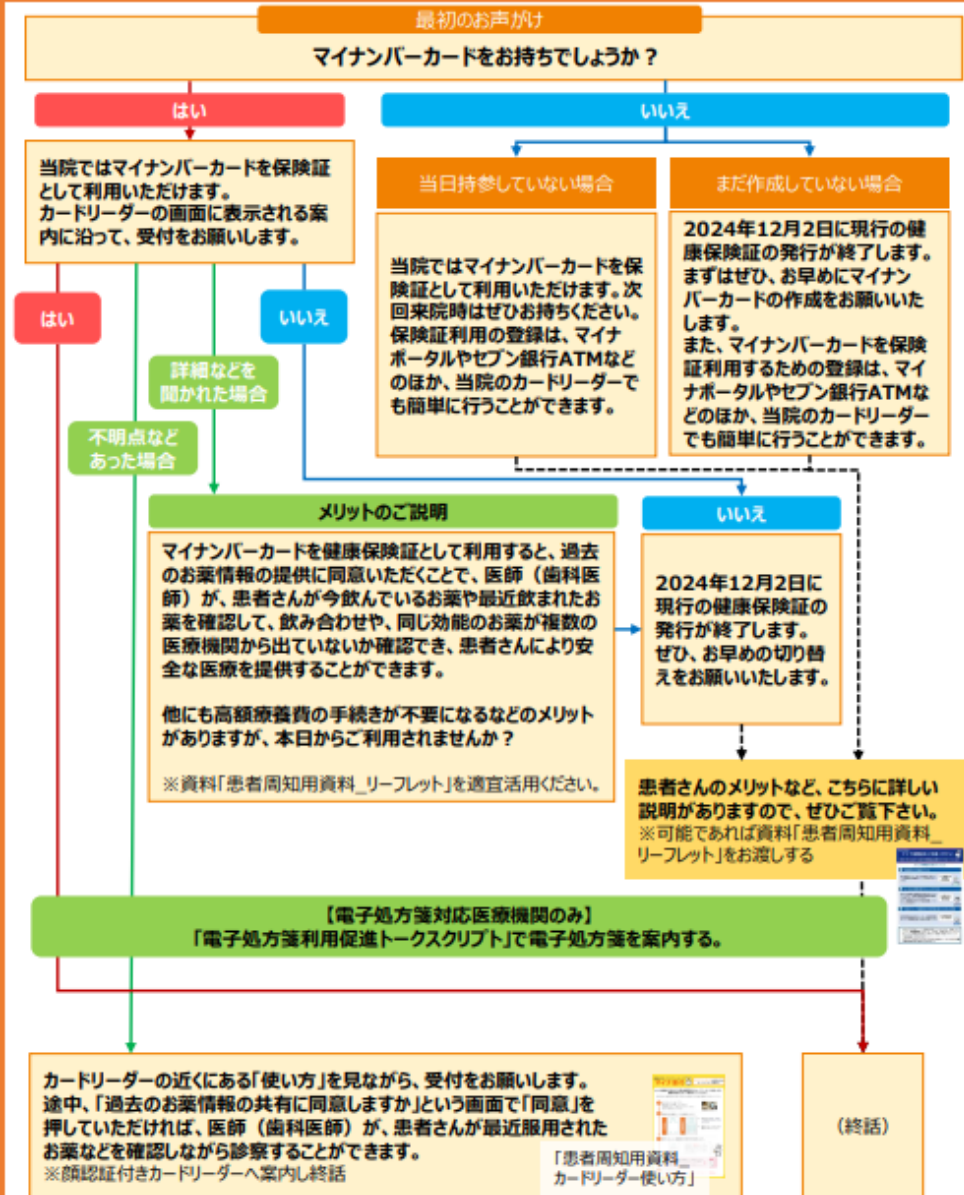 最初のお声がけ
マイナンバーカードをお持ちでしょうか？
はい
いいえ
当院ではマイナンバーカードを保険証
として利用いただけます。
カードリーダーの画面に表示される案
内に沿って、受付をお願いします。
当日持参していない場合
まだ作成していない場合
当院ではマイナンバーカードを保
険証として利用いただけます。次
回来院時はぜひお持ちください。
保険証利用の登録は、マイナ
ポータルやセブン銀行ATMなど
のほか、当院のカードリーダーで
も簡単に行うことができます。
2024年12月2日に現行の健
康保険証の発行が終了します。
まずはぜひ、お早めにマイナン
バーカードの作成をお願いいた
します。
また、マイナンバーカードを保険
証利用するための登録は、マイ
ナポータルやセブン銀行ATMな
どのほか、当院のカードリーダー
でも簡単に行うことができます。
はい
いいえ
詳細などを
聞かれた場合
不明点など
あった場合
メリットのご説明
マイナンバーカードを健康保険証として利用すると、過去
のお薬情報の提供に同意いただくことで、医師（歯科医
師）が、患者さんが今飲んでいるお薬や最近飲まれたお
薬を確認して、飲み合わせや、同じ効能のお薬が複数の
医療機関から出ていないか確認でき、患者さんにより安
全な医療を提供することができます。
他にも高額療養費の手続きが不要になるなどのメリット
がありますが、本日からご利用されませんか？
※資料「患者周知用資料_リーフレット」を適宜活用ください。
いいえ
2024年12月2日に
現行の健康保険証の
発行が終了します。
ぜひ、お早めの切り替
えをお願いいたします。
患者さんのメリットなど、こちらに詳しい
説明がありますので、ぜひご覧下さい。
※可能であれば資料「患者周知用資料_
リーフレット」をお渡しする
【電子処方箋対応医療機関のみ】
「電子処方箋利用促進トークスクリプト」で電子処方箋を案内する。
カードリーダーの近くにある「使い方」を見ながら、受付をお願いします。
途中、「過去のお薬情報の共有に同意しますか」という画面で「同意」を
押していただければ、医師（歯科医師）が、患者さんが最近服用された
お薬などを確認しながら診察することができます。
※顔認証付きカードリーダーへ案内し終話
「患者周知用資料_
カードリーダー使い方」
（終話）